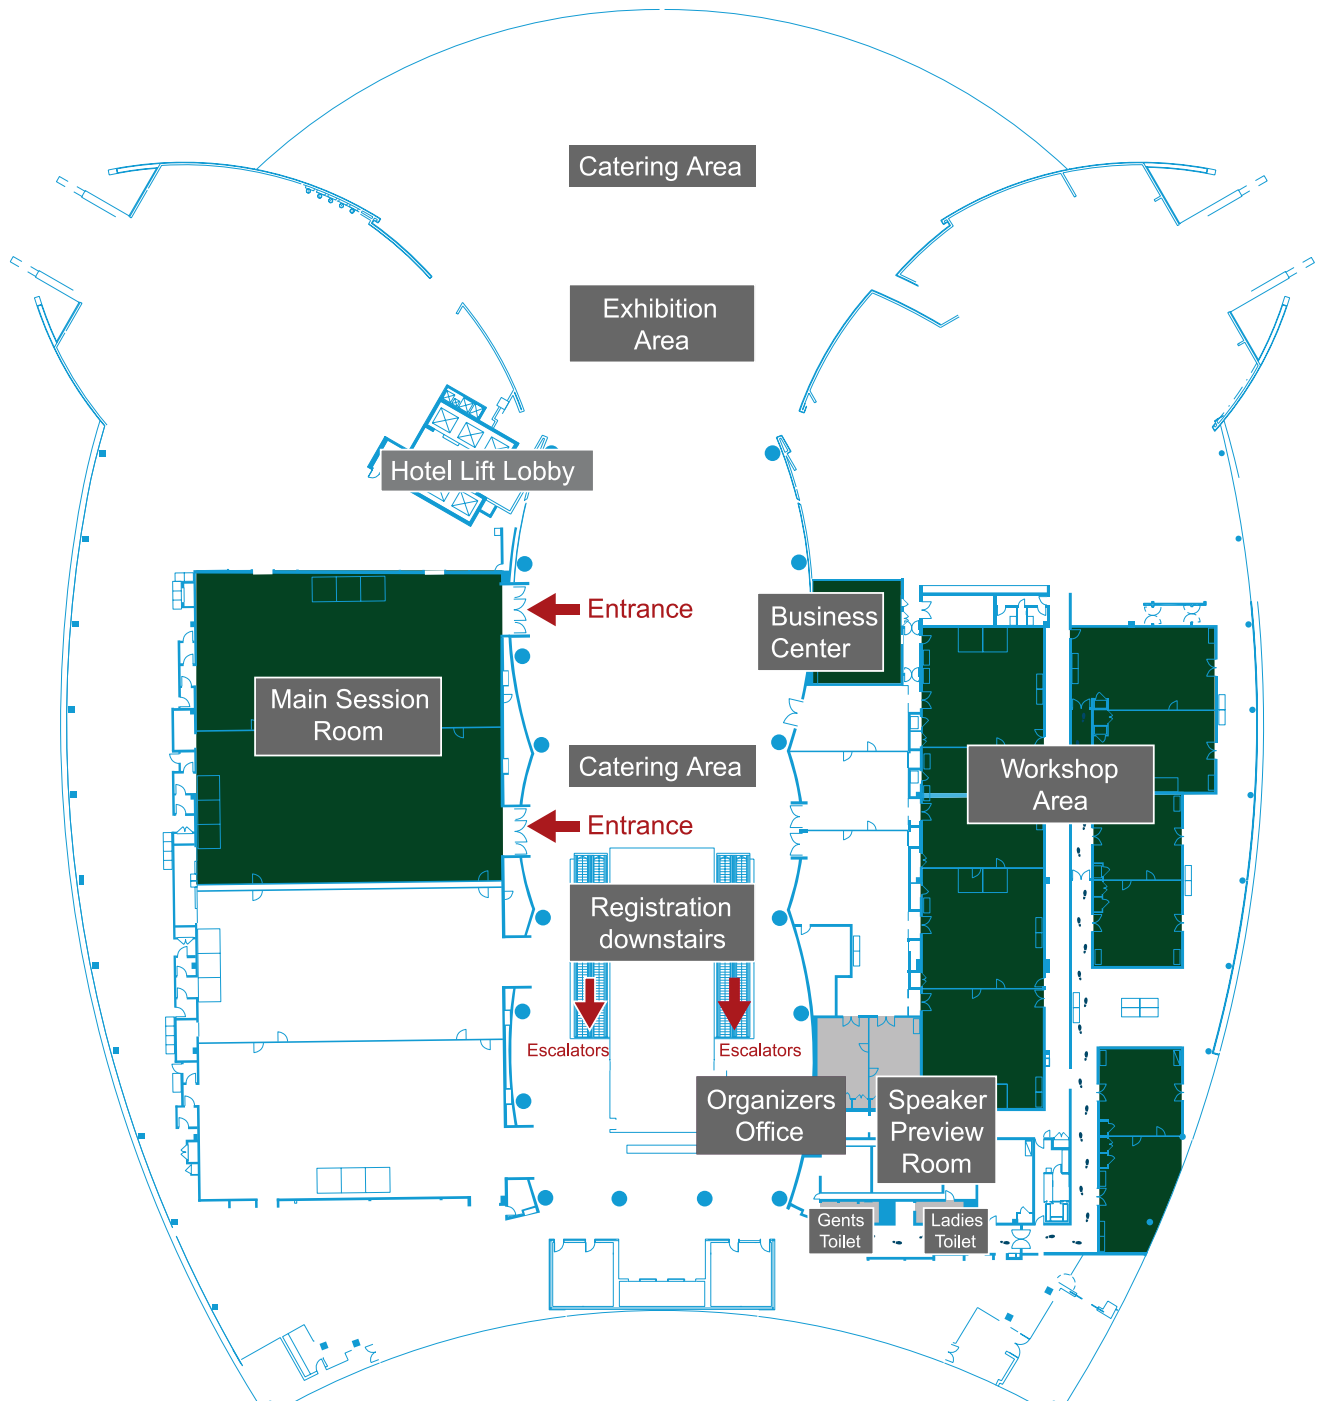 Catering Area
Exhibition
Area
Hotel Lift Lobby
Entrance
Business
Center
Main Session
Room
Catering Area
Workshop
Area
Entrance
Registration
downstairs
Escalators
Escalators
Organizers
Office
Speaker
Preview
Room
Gents
Toilet
Ladies
Toilet